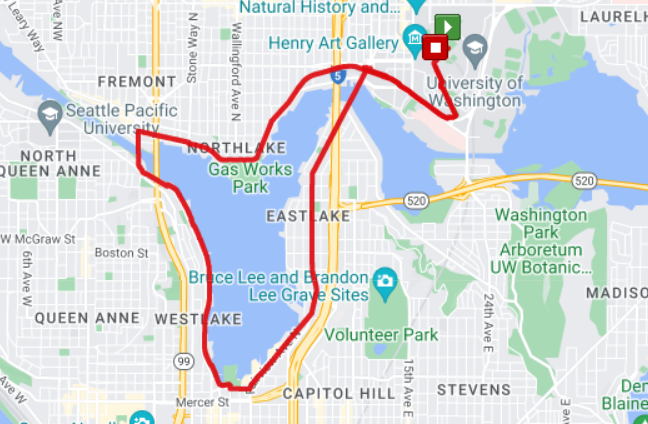 Natural History and...
Leary Way
Ave NW
Stone Way N
Wallingford Ave N
LAURELH
Henry Art Gallery
5
FREMONT
University of
Washington
Seattle Pacific
University
NORTHLAKE
NORTH
QUEEN ANNE
Gas Works
Park
520
520
EASTLAKE
Washington
Park
Arboretum
UW Botanic...
W McGraw St
Boston St
6th Ave W
Bruce Lee and Brandon
Lee Grave Sites
24th Ave E
MADISO
QUEEN ANNE
WESTLAKE
Volunteer Park
99
15th Ave E
Ave W
CAPITOL HILL
STEVENS
Mercer St
Den
Blaine